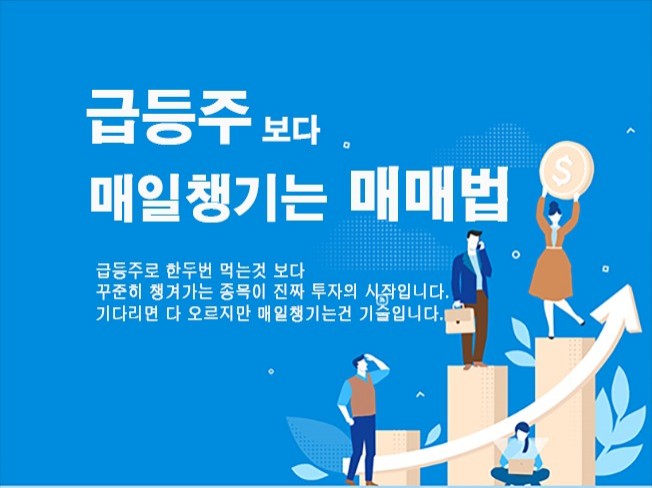 급등주 보다
매일챙기는 매매법
급등주로 한두번 먹는것 보다
꾸준히 챙겨가는 종목이 진짜 투자의 시작입니다.
기다리면 다 오르지만 매일챙기는건 기술입니다.
$